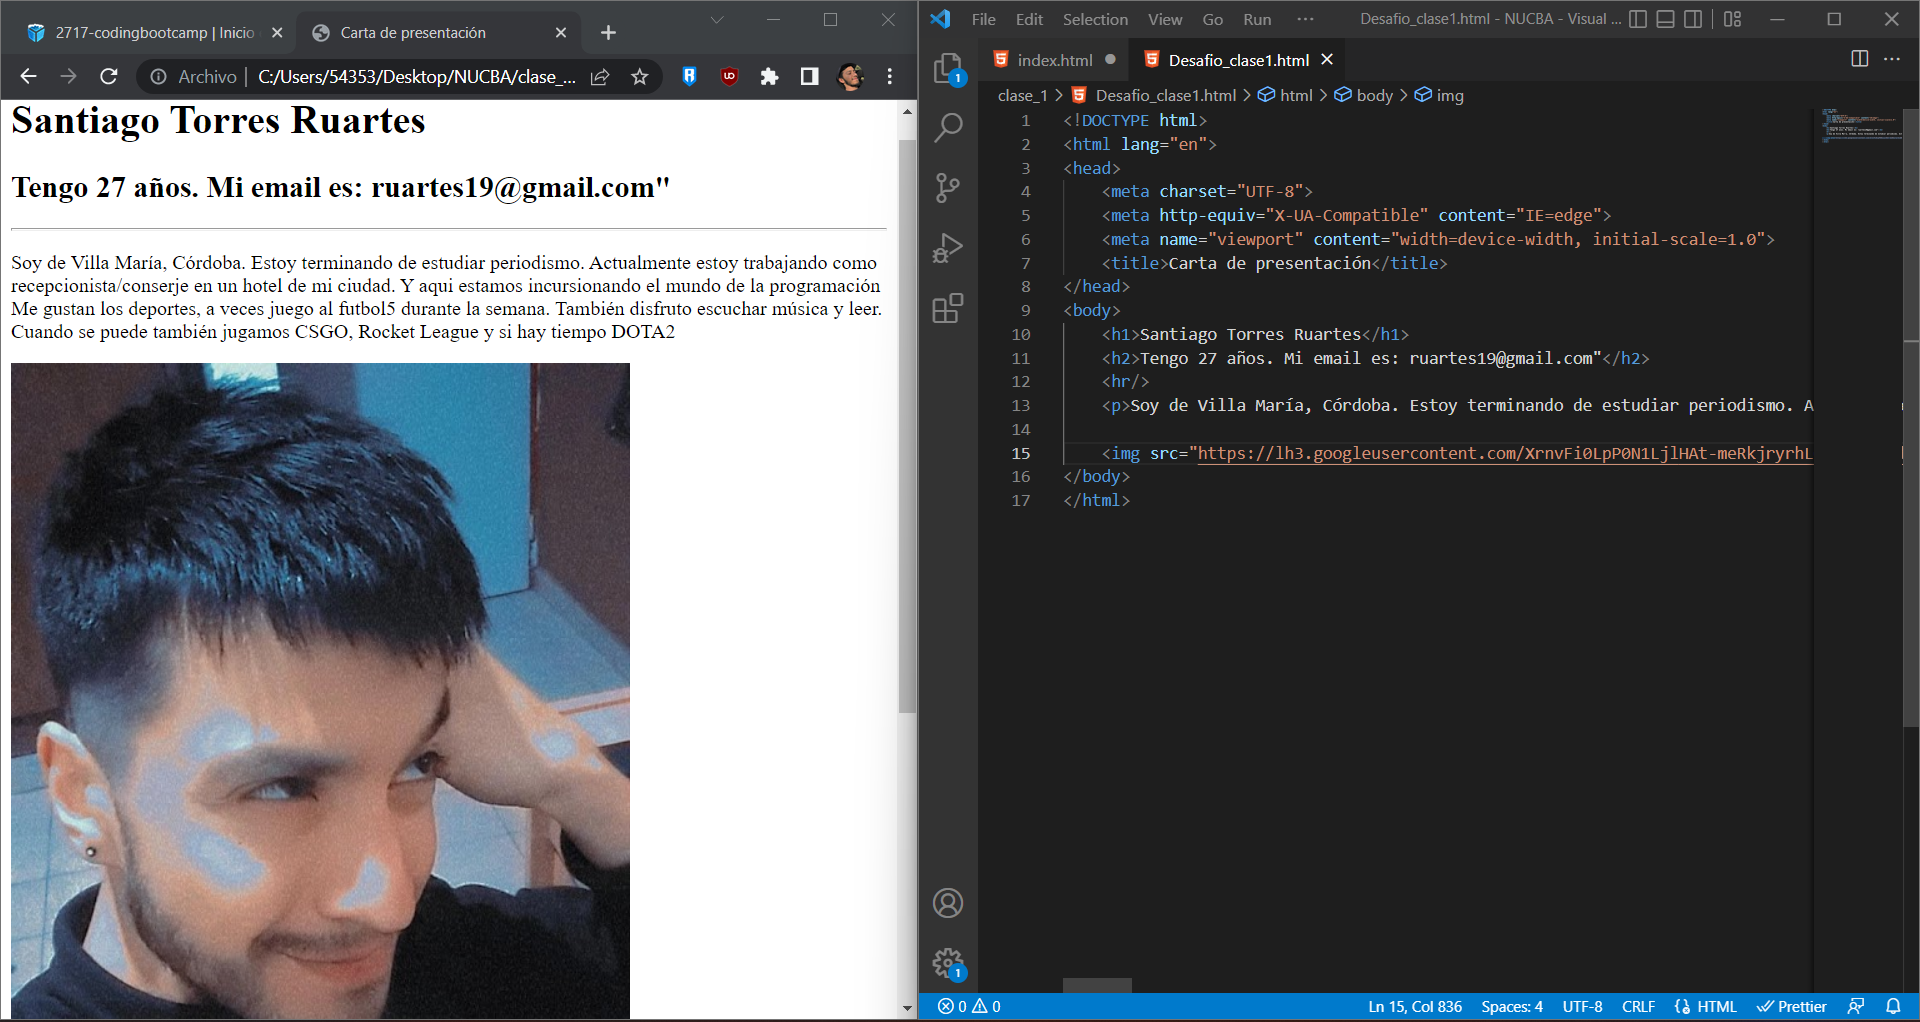 2717-codingbootcamp | Inicio
Carta de presentación
Archivo | C:/Users/54353/Desktop/NUCBA/clase_...
Santiago Torres Ruartes
Tengo 27 años. Mi email es: ruartes19@gmail.com"
Soy de Villa María, Córdoba. Estoy terminando de estudiar periodismo. Actualmente estoy trabajando como
recepcionista/conserje en un hotel de mi ciudad. Y aqui estamos incursionando el mundo de la programación
Me gustan los deportes, a veces juego al futbol5 durante la semana. También disfruto escuchar música y leer.
Cuando se puede también jugamos CSGO, Rocket League y si hay tiempo DOTA2
File Edit Selection View Go Run ··· Desafio_clase1.html - NUCBA - Visual ...
index.html Desafio_clase1.html
clase_1 > Desafio_clase1.html > html > body > img
1 <!DOCTYPE html>
2 <html lang="en">
3 <head>
4 <meta charset="UTF-8">
5 <meta http-equiv="X-UA-Compatible" content="IE=edge">
6 <meta name="viewport" content="width=device-width, initial-scale=1.0">
7 <title>Carta de presentación</title>
8 </head>
9 <body>
10 <h1>Santiago Torres Ruartes</h1>
11 <h2>Tengo 27 años. Mi email es: ruartes19@gmail.com"</h2>
12 <hr/>
13 <p>Soy de Villa María, Córdoba. Estoy terminando de estudiar periodismo. A
14
15 <img src="https://lh3.googleusercontent.com/XrnvFi0LpP0N1LjlHAt-meRkjryrhL
16 </body>
17 </html>
1
1
0 0 Ln 15, Col 836 Spaces: 4 UTF-8 CRLF HTML Prettier